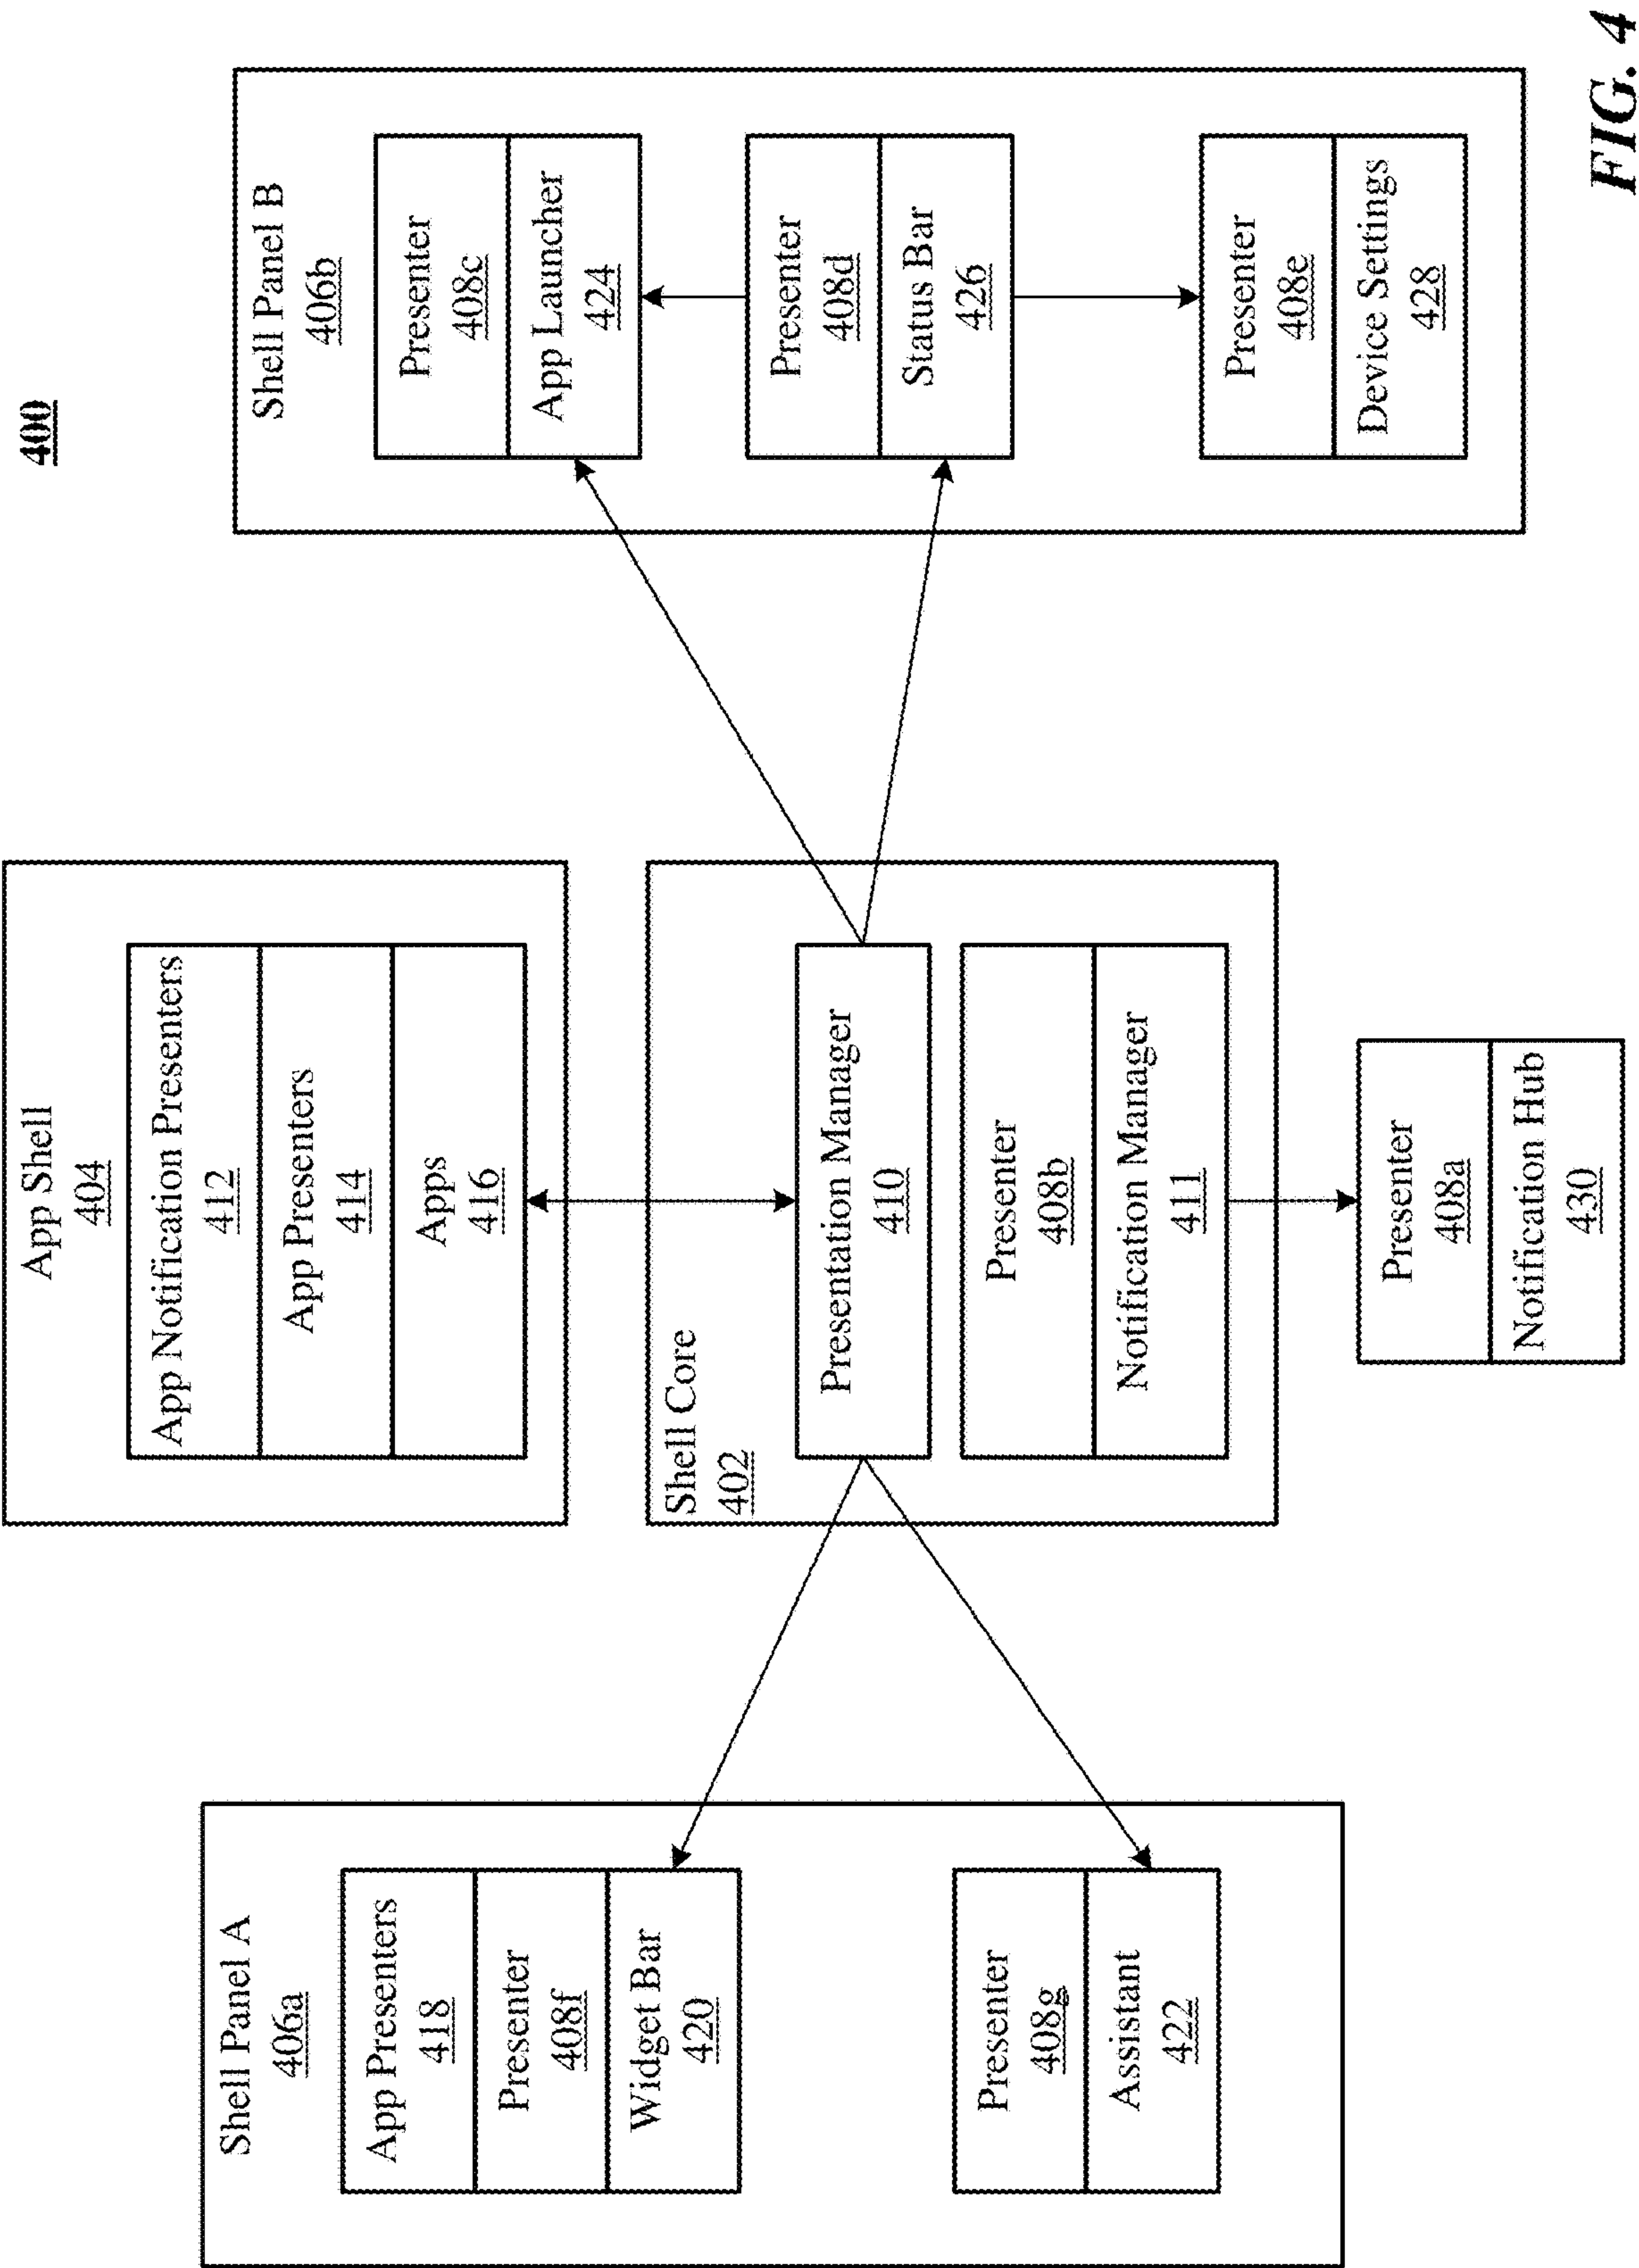 400
Shell Panel A
406a
App Presenters
418
Presenter
408f
Widget Bar
420
Presenter
408g
Assistant
422
App Shell
404
App Notification Presenters
412
App Presenters
414
Apps
416
Shell Core
402
Presentation Manager
410
Presenter
408b
Notification Manager
411
Presenter
408a
Notification Hub
430
Shell Panel B
406b
Presenter
408c
App Launcher
424
Presenter
408d
Status Bar
426
Presenter
408e
Device Settings
428
FIG. 4